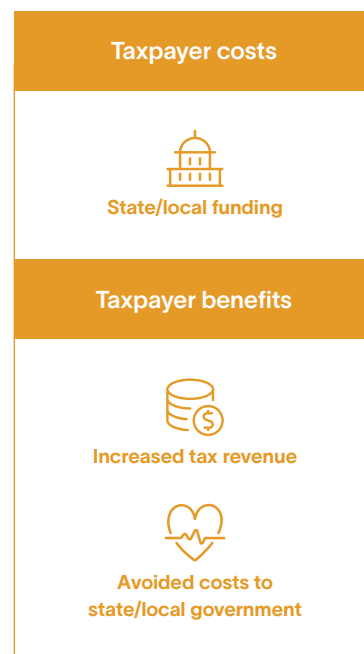 Taxpayer costs
State/local funding
Taxpayer benefits
$
Increased tax revenue
Avoided costs to
state/local government